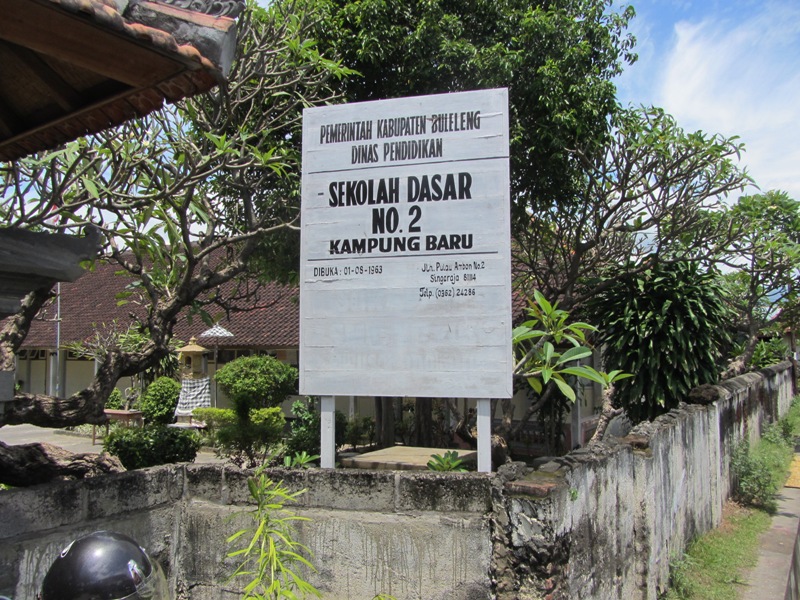 PEMERINTAH KABUPATEN BULELENG
DINAS PENDIDIKAN
- SEKOLAH DASAR
NO. 2
KAMPUNG BARU
DIBUKA : 01-08-1963
JLn. Pulau Ambon No.2
Singaraja 81114
Telp. (0362) 24286